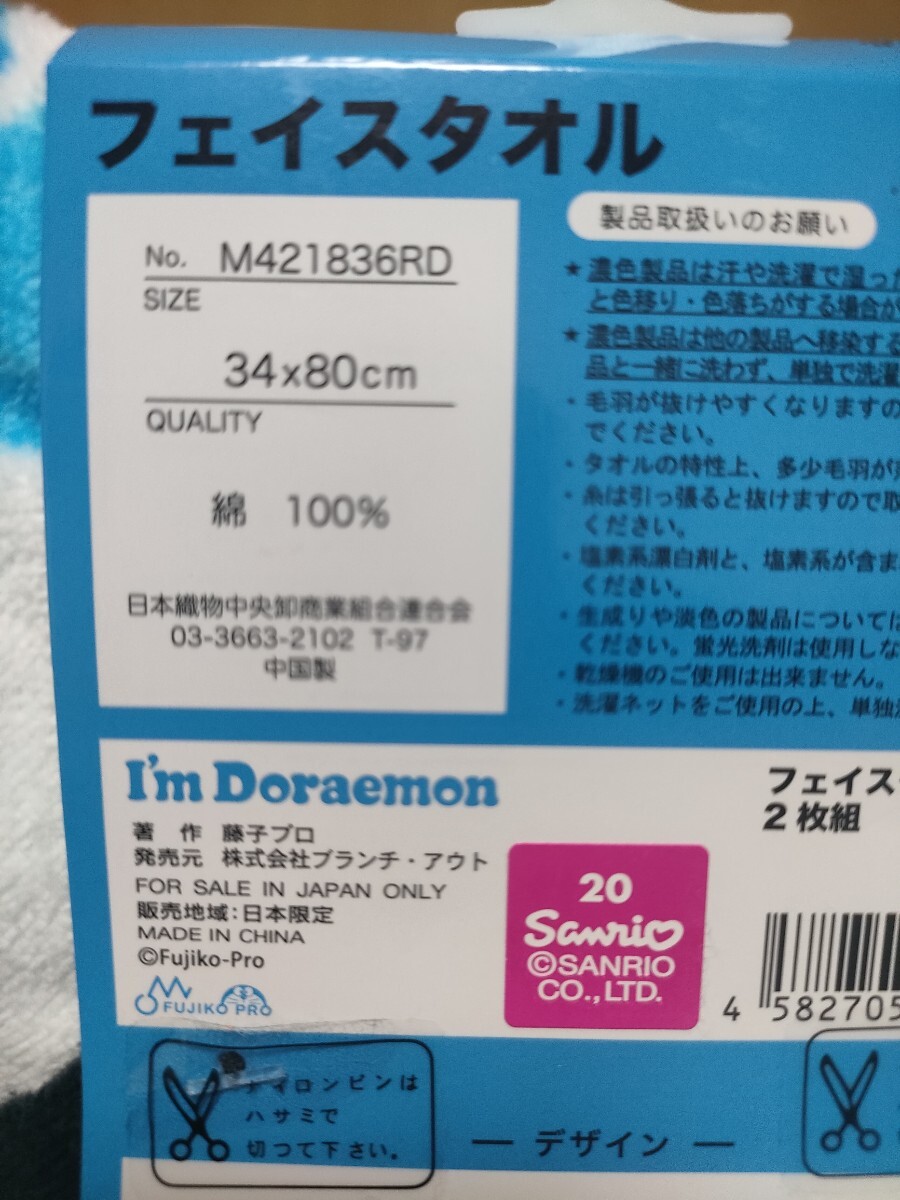 フェイスタオル
No. M421836RD
SIZE
34x80cm
QUALITY
綿 100%
日本織物中央卸商業組合連合会
03-3663-2102 T-97
中国製
製品取扱いのお願い
★濃色製品は汗や洗濯で湿った
と色移り・色落ちがする場合が
★濃色製品は他の製品へ移染する
品と一緒に洗わず、単独で洗濯
・毛羽が抜けやすくなりますの
でください。
・タオルの特性上、多少毛羽が
・糸は引っ張ると抜けますので取
ください。
・塩素系漂白剤と、塩素系が含ま
ください。
・生成りや淡色の製品については
ください。蛍光洗剤は使用しな
・乾燥機のご使用は出来ません。
・洗濯ネットをご使用の上、単独
I'm Doraemon
著 作 藤子プロ
発売元 株式会社ブランチ・アウト
FOR SALE IN JAPAN ONLY
販売地域:日本限定
MADE IN CHINA
©Fujiko-Pro
FUJIKO PRO
20
Sanrio
©SANRIO
CO.,LTD.
フェイス
2枚組
4 582705
ナイロンピンは
ハサミで
切つて下さい。
— デザイン —